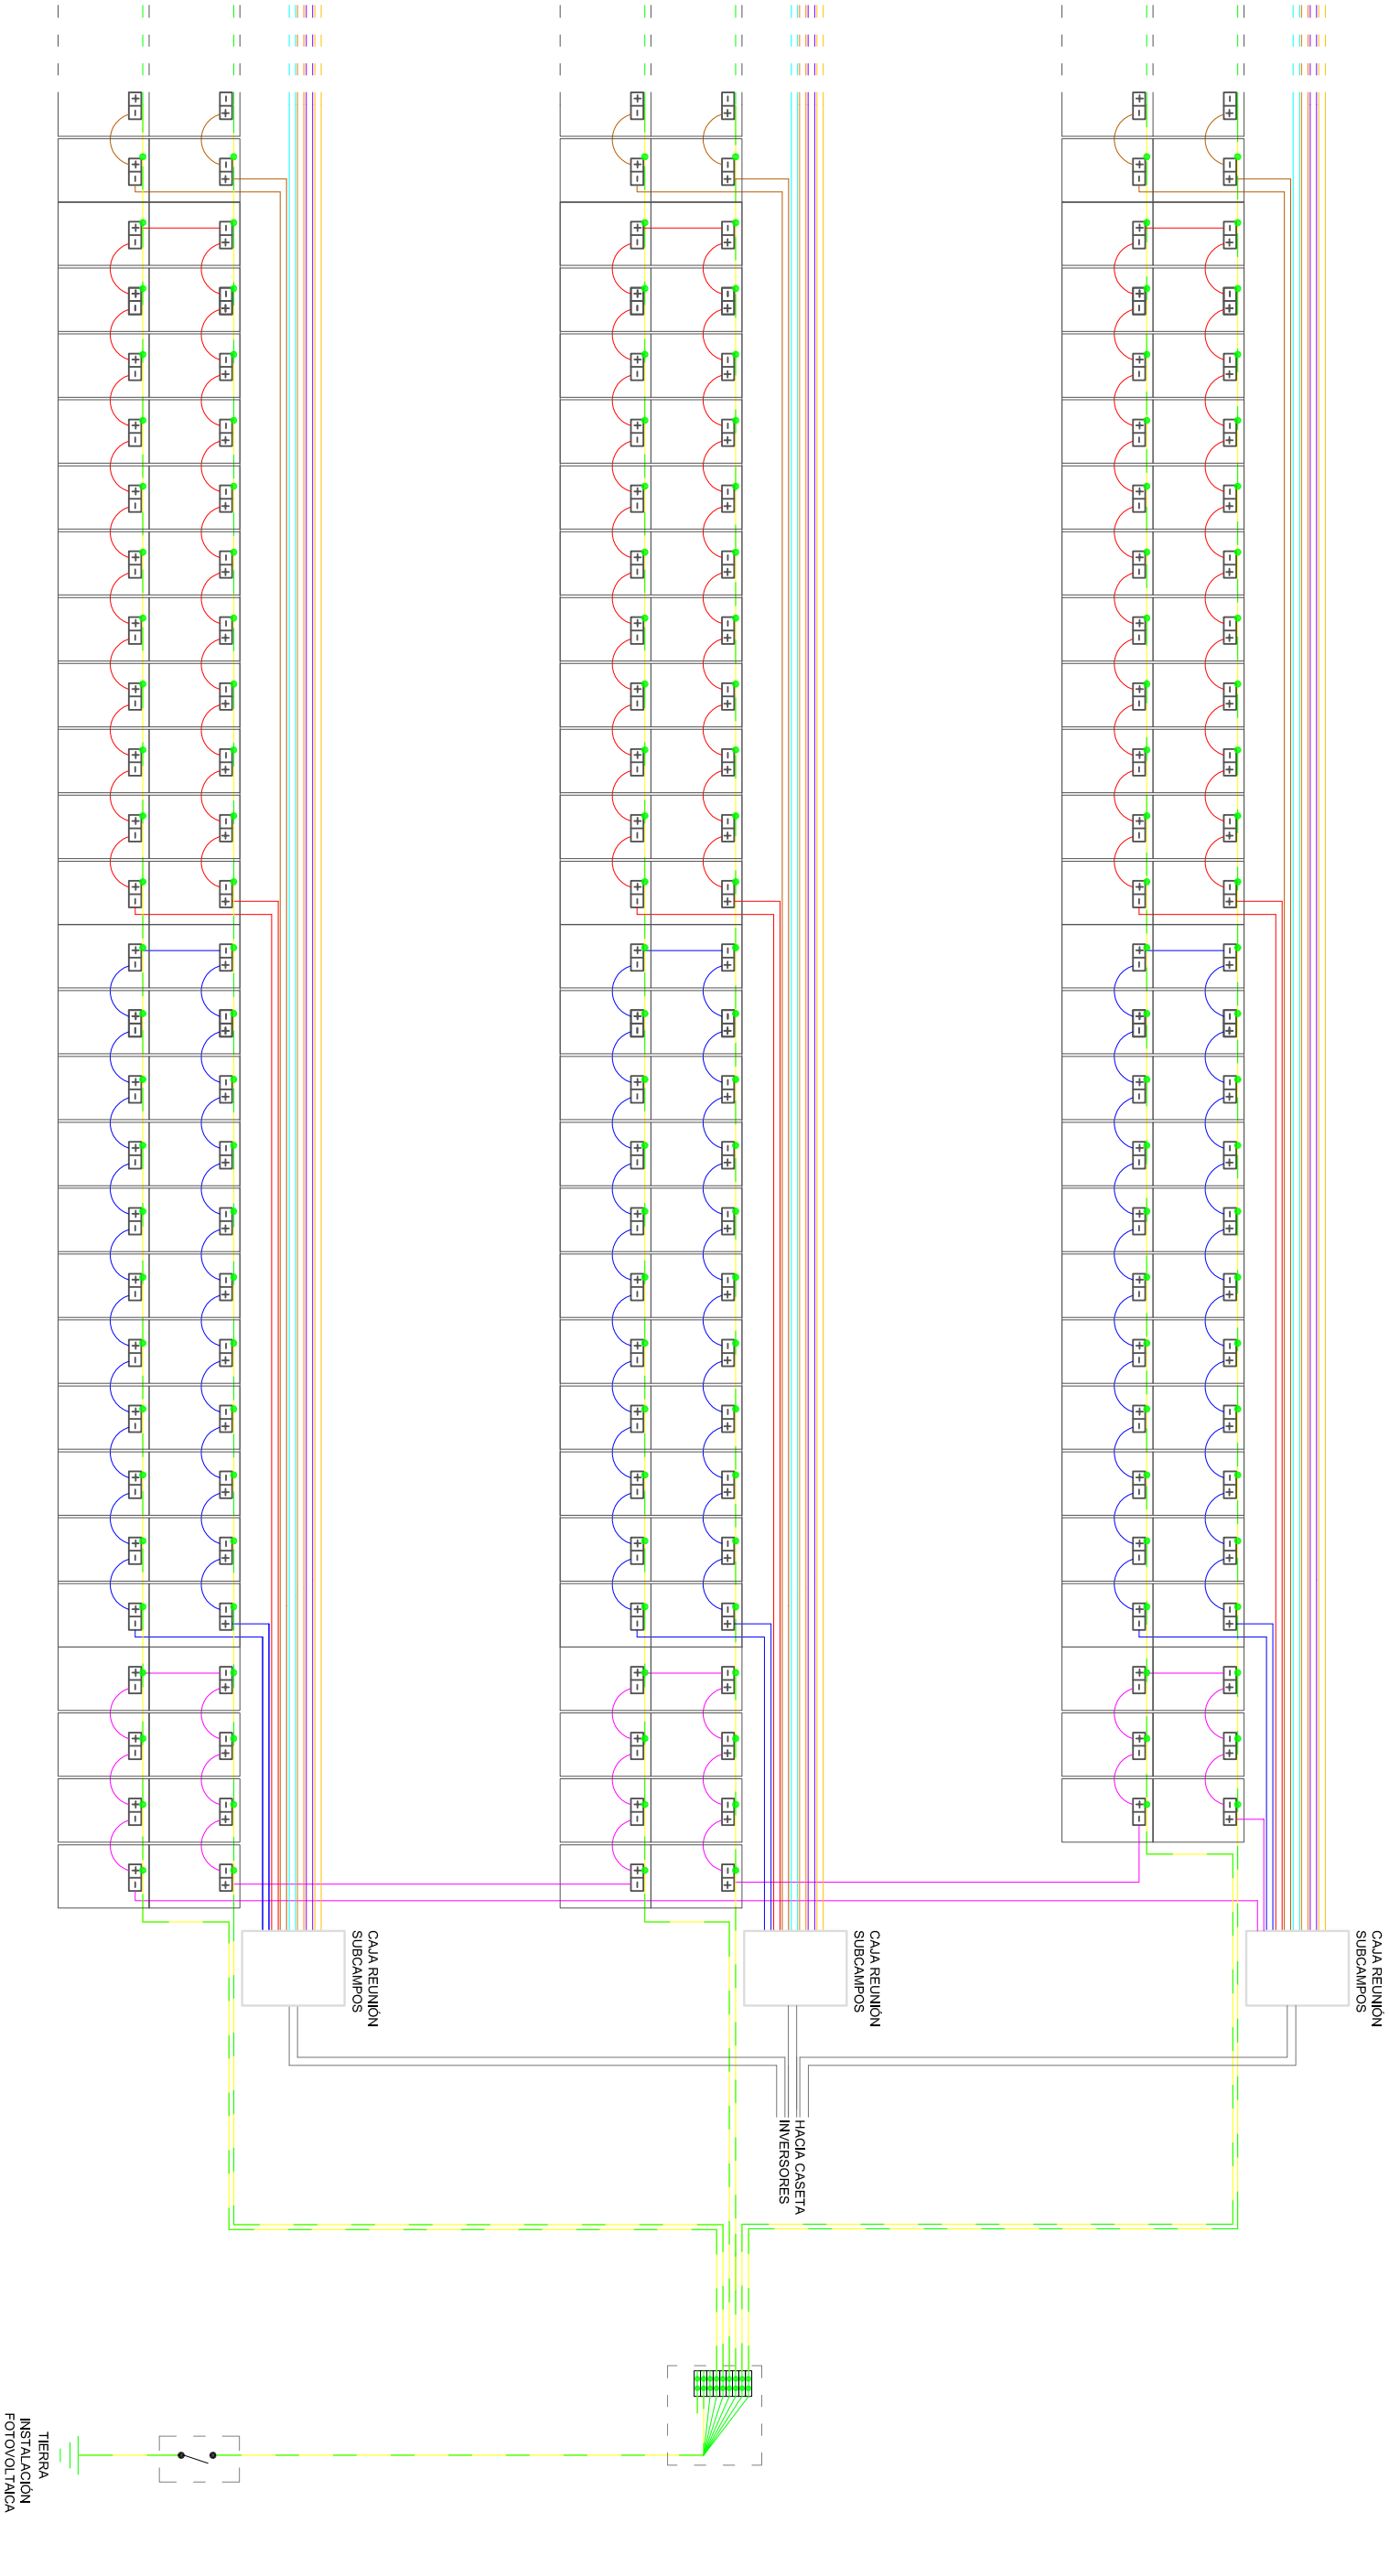 CAJA REUNIÓN
SUBCAMPOS
CAJA REUNIÓN
SUBCAMPOS
CAJA REUNIÓN
SUBCAMPOS
HACIA CASETA
INVERSORES
TIERRA
INSTALACIÓN
FOTOVOLTAICA